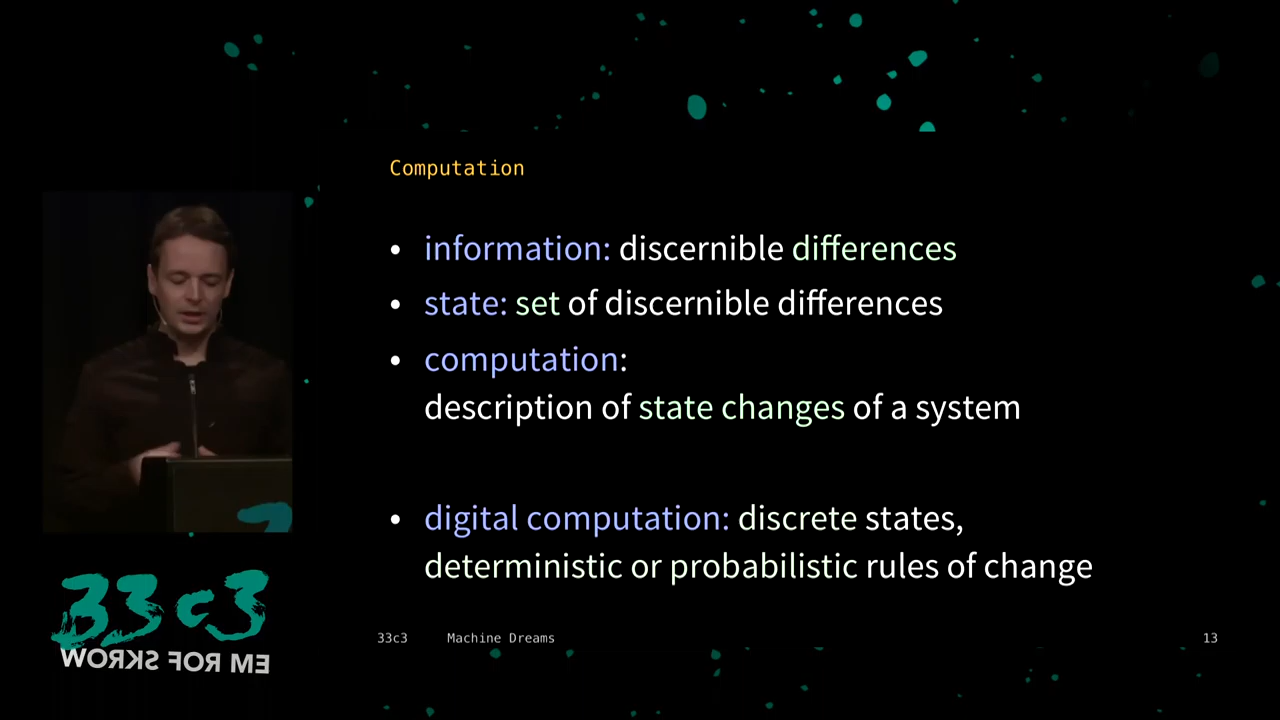 Computation
• information: discernible differences
• state: set of discernible differences
• computation:
description of state changes of a system
• digital computation: discrete states,
deterministic or probabilistic rules of change
33c3
WORKS FOR ME
33c3 Machine Dreams 13